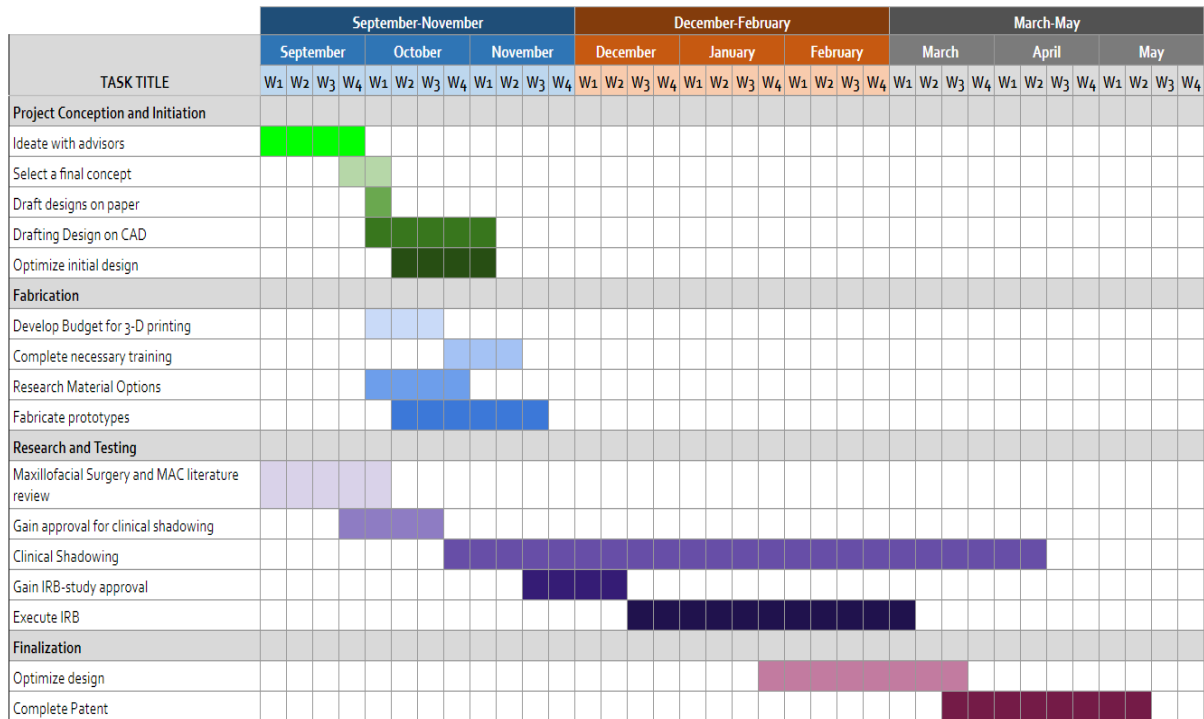 September-November December-February March-May
September October November December January February March April May
TASK TITLE W1 W2 W3 W4 W1 W2 W3 W4 W1 W2 W3 W4 W1 W2 W3 W4 W1 W2 W3 W4 W1 W2 W3 W4 W1 W2 W3 W4 W1 W2 W3 W4 W1 W2 W3 W4
Project Conception and Initiation
Ideate with advisors
Select a final concept
Draft designs on paper
Drafting Design on CAD
Optimize initial design
Fabrication
Develop Budget for 3-D printing
Complete necessary training
Research Material Options
Fabricate prototypes
Research and Testing
Maxillofacial Surgery and MAC literature
review
Gain approval for clinical shadowing
Clinical Shadowing
Gain IRB-study approval
Execute IRB
Finalization
Optimize design
Complete Patent